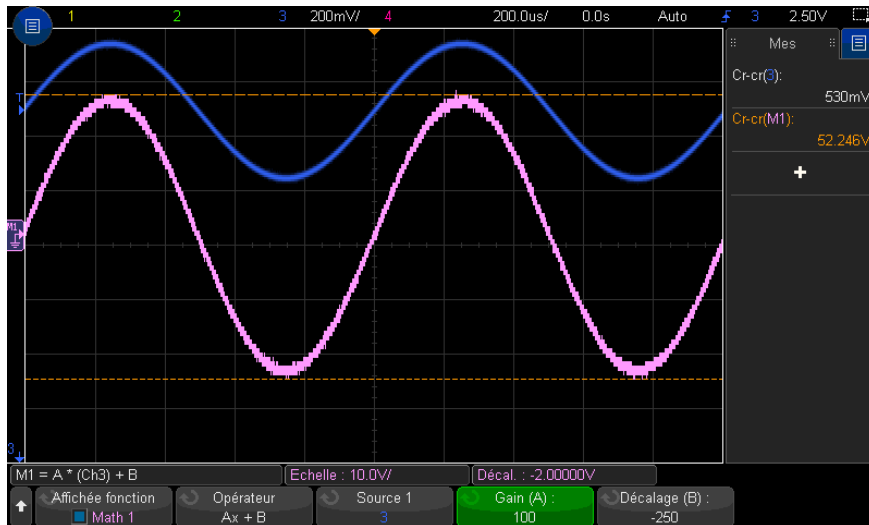 1 2 3 200mV/ 4 200.0us/ 0.0s Auto 3 2.50V
Mes
Cr-cr(3):
530mV
Cr-cr(M1):
52.246V
+
T
M1
3
M1 = A * (Ch3) + B Echelle : 10.0V/ Décal. : -2.00000V
Affichée fonction Opérateur Source 1 Gain (A) : Décalage (B) :
Math 1 Ax + B 3 100 -250